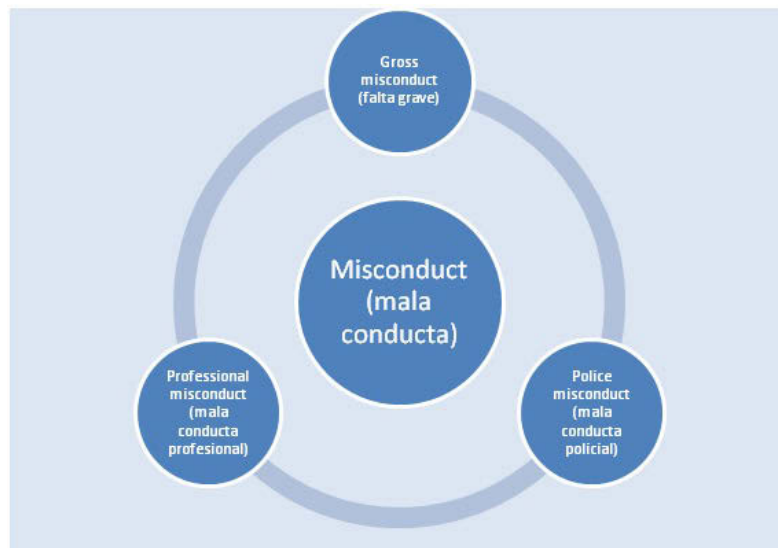 Gross
misconduct
(falta grave)
Misconduct
(mala
conducta)
Professional
misconduct
(mala
conducta
profesional)
Police
misconduct
(mala
conducta
policial)